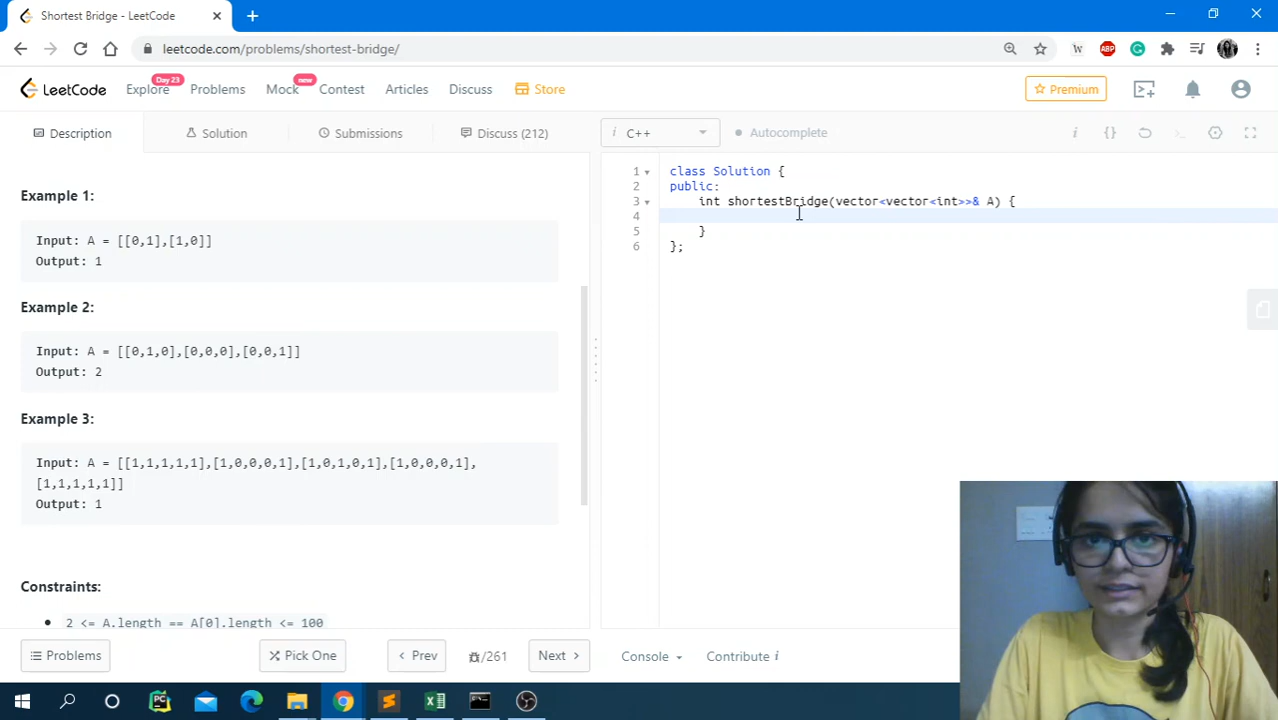 Shortest Bridge - LeetCode
leetcode.com/problems/shortest-bridge/
W
ABP
LeetCode
Explore
Day 23
Problems
Mock
new
Contest
Articles
Discuss
Store
Premium
Description
Solution
Submissions
Discuss (212)
i C++
Autocomplete
i {}
Example 1:
Input: A = [[0,1],[1,0]]
Output: 1
Example 2:
Input: A = [[0,1,0],[0,0,0],[0,0,1]]
Output: 2
Example 3:
Input: A = [[1,1,1,1,1],[1,0,0,0,1],[1,0,1,0,1],[1,0,0,0,1],
[1,1,1,1,1]]
Output: 1
Constraints:
2 <= A.length == A[0].length <= 100
1 class Solution {
2 public:
3 int shortestBridge(vector<vector<int>>& A) {
4
5 }
6 };
Problems
Pick One
Prev
/261
Next
Console
Contribute i
PC